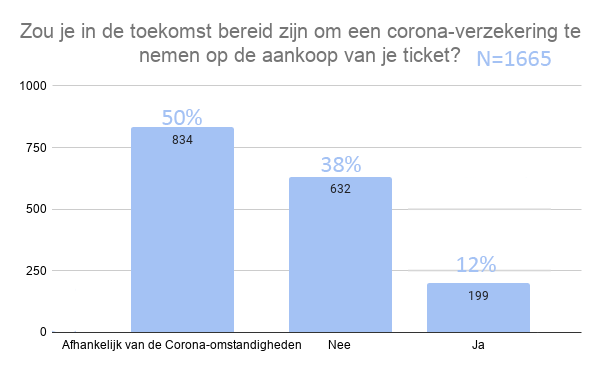 Zou je in de toekomst bereid zijn om een corona-verzekering te
nemen op de aankoop van je ticket? N=1665
1000
750
500
250
0
50%
834
38%
632
12%
199
Afhankelijk van de Corona-omstandigheden
Nee
Ja